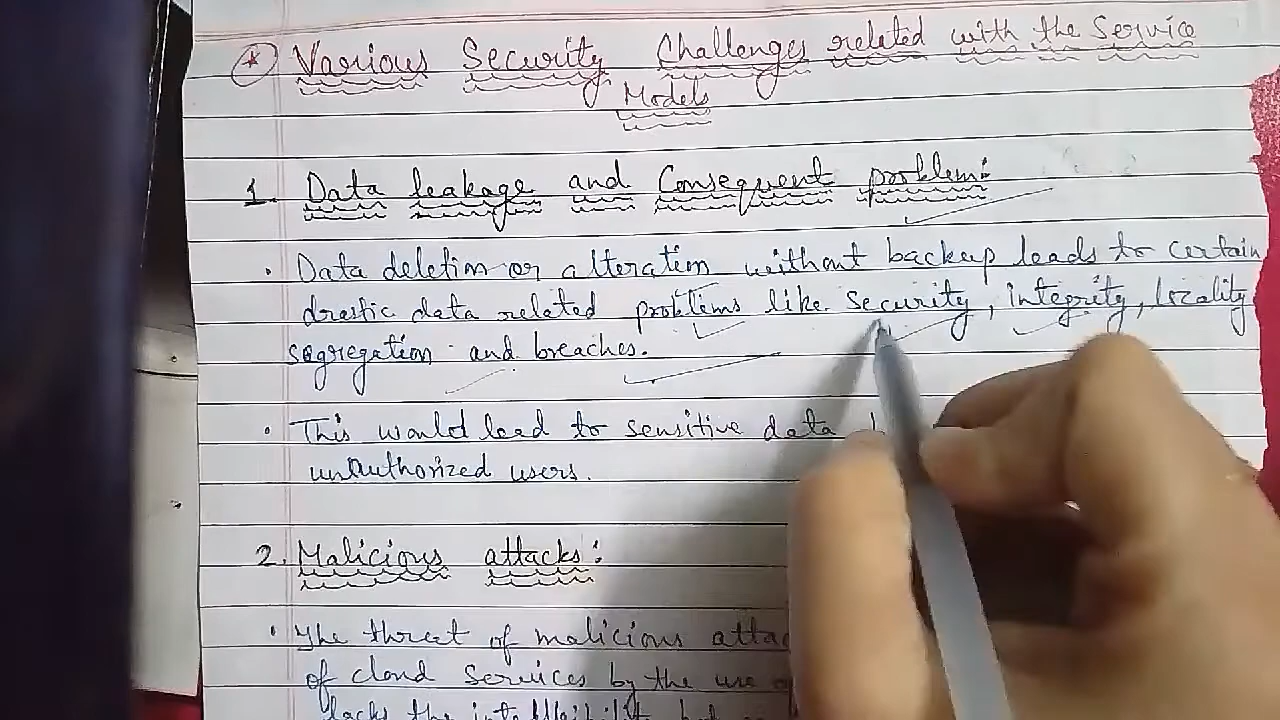 * Various Security Challenges related with the Service
Models
1. Data leakage and Consequent problem:
· Data deletion or alteration without backup leads to certain
drastic data related problems like security, integrity, locality
segregation and breaches.
· This would lead to sensitive data
unauthorized users.
2. Malicious attacks:
· The threat of malicious
of cloud services by the use
lacks the